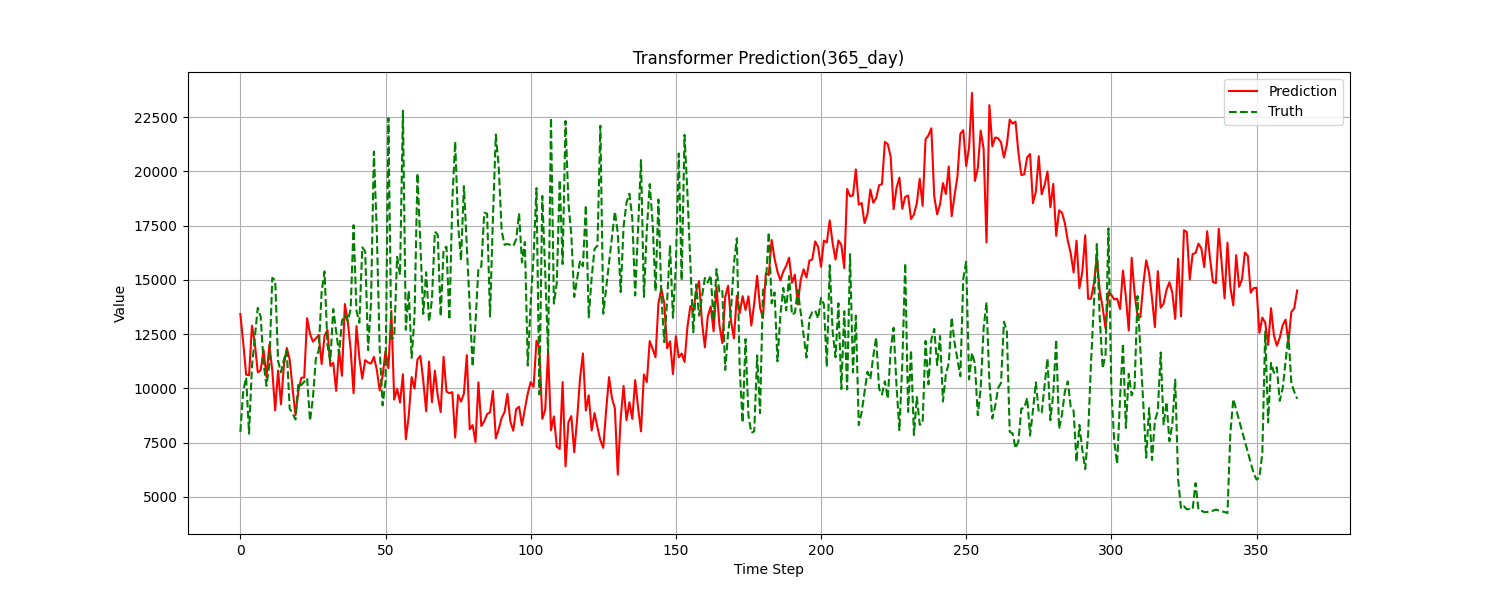 Transformer Prediction(365_day)
Prediction
Truth
22500
20000
17500
15000
12500
10000
7500
5000
Value
0 50 100 150 200 250 300 350
Time Step